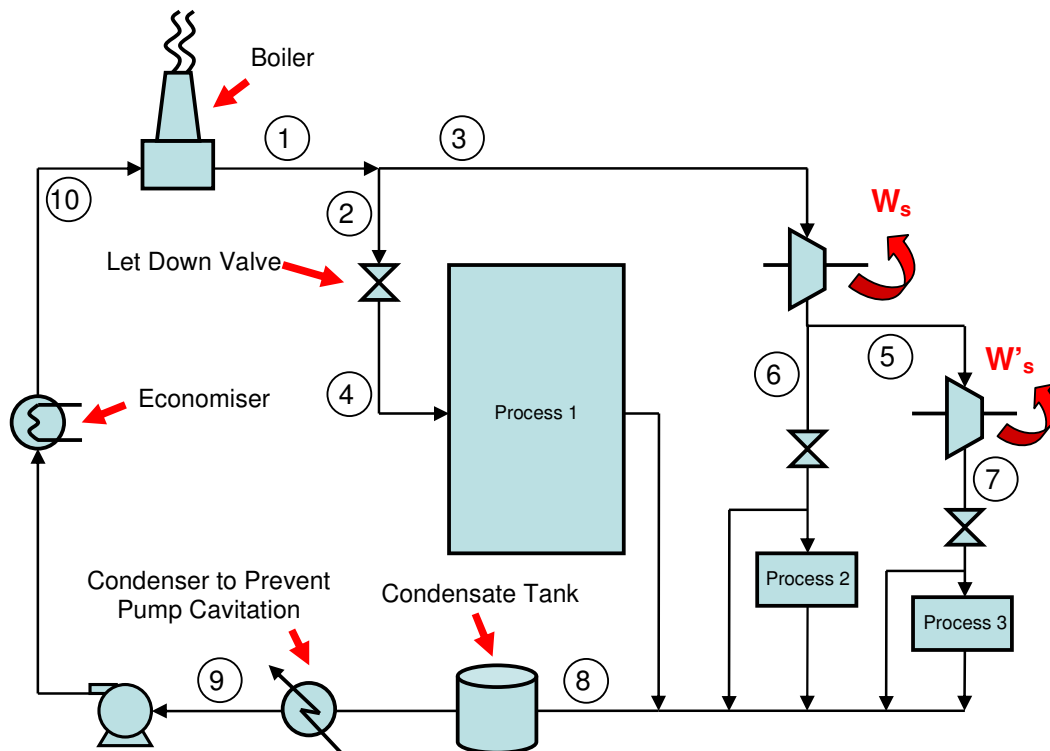 Boiler
1
3
10
2
W s
Let Down Valve
6
5
W's
4
Economiser
Process 1
7
Condenser to Prevent
Pump Cavitation
Condensate Tank
Process 2
Process 3
9
8